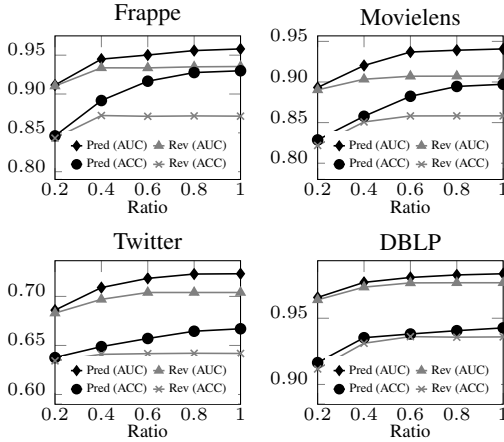 Frappe
0.95
0.90
0.85
0.80
Pred (AUC) Rev (AUC)
Pred (ACC) Rev (ACC)
0.2 0.4 0.6 0.8 1
Ratio
Movielens
0.95
0.90
0.85
0.80
Pred (AUC) Rev (AUC)
Pred (ACC) Rev (ACC)
0.2 0.4 0.6 0.8 1
Ratio
Twitter
0.70
0.65
0.60
Pred (AUC) Rev (AUC)
Pred (ACC) Rev (ACC)
0.2 0.4 0.6 0.8 1
Ratio
DBLP
0.95
0.90
Pred (AUC) Rev (AUC)
Pred (ACC) Rev (ACC)
0.2 0.4 0.6 0.8 1
Ratio